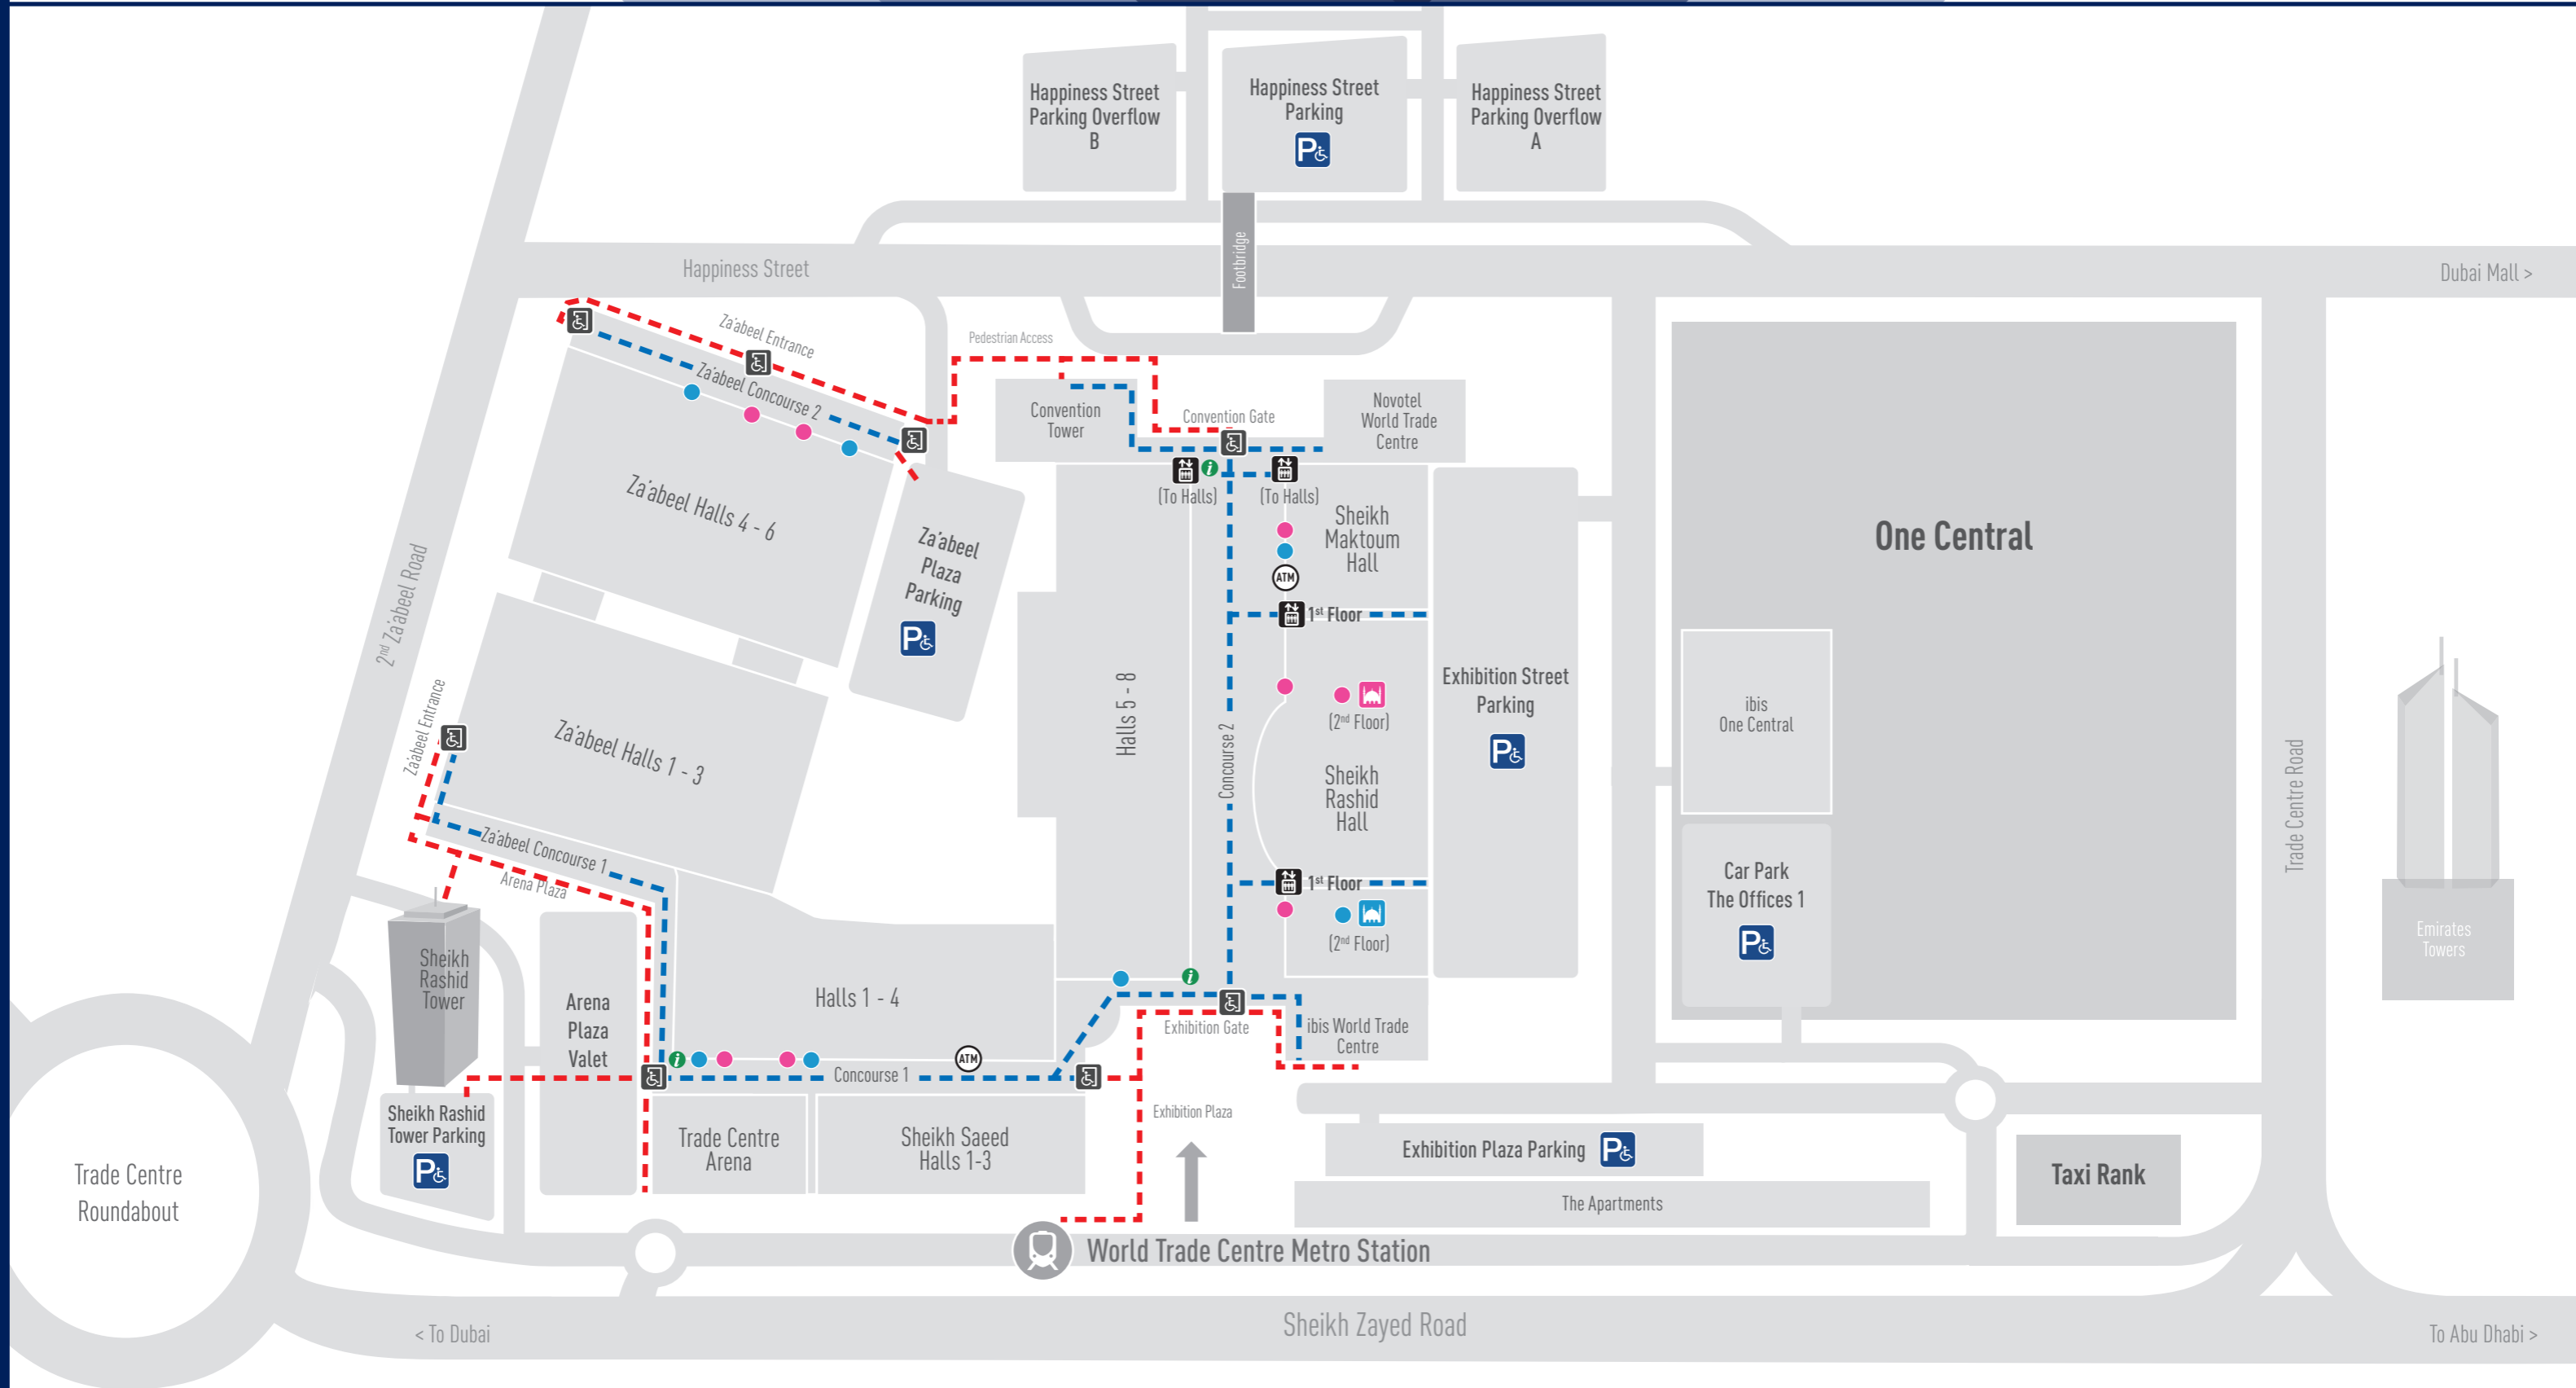 Happiness Street
Parking Overflow
B
Happiness Street
Parking
P
Happiness Street
Parking Overflow
A
Footbridge
Happiness Street
Dubai Mall >
Za'abeel Entrance
Za'abeel Concourse 2
Pedestrian Access
Convention
Tower
Convention Gate
Novotel
World Trade
Centre
i
(To Halls)
(To Halls)
Za'abeel Halls 4 - 6
Za'abeel
Plaza
Parking
P
Sheikh
Maktoum
Hall
ATM
1st Floor
One Central
2nd Za'abeel Road
Za'abeel Entrance
Za'abeel Halls 1 - 3
Halls 5 - 8
Concourse 2
(2nd Floor)
Sheikh
Rashid
Hall
Exhibition Street
Parking
P
ibis
One Central
Trade Centre Road
Za'abeel Concourse 1
Arena Plaza
1st Floor
(2nd Floor)
Car Park
The Offices 1
P
Emirates
Towers
Sheikh
Rashid
Tower
Arena
Plaza
Valet
Halls 1 - 4
i
Exhibition Gate
ibis World Trade
Centre
i
ATM
Concourse 1
Sheikh Rashid
Tower Parking
P
Trade Centre
Arena
Sheikh Saeed
Halls 1-3
Exhibition Plaza
Exhibition Plaza Parking P
The Apartments
Taxi Rank
Trade Centre
Roundabout
World Trade Centre Metro Station
< To Dubai
Sheikh Zayed Road
To Abu Dhabi >